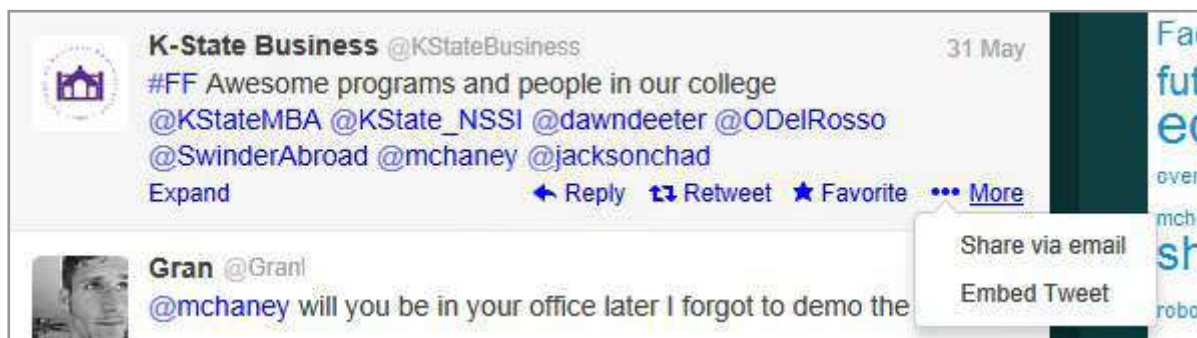 K-State Business @KStateBusiness 31 May
#FF Awesome programs and people in our college
@KStateMBA @KState_NSSI @dawndeeter @ODelRosso
@SwinderAbroad @mchaney @jacksonchad
Expand Reply Retweet Favorite More
Share via email
Embed Tweet
Gran @Granl
@mchaney will you be in your office later I forgot to demo the